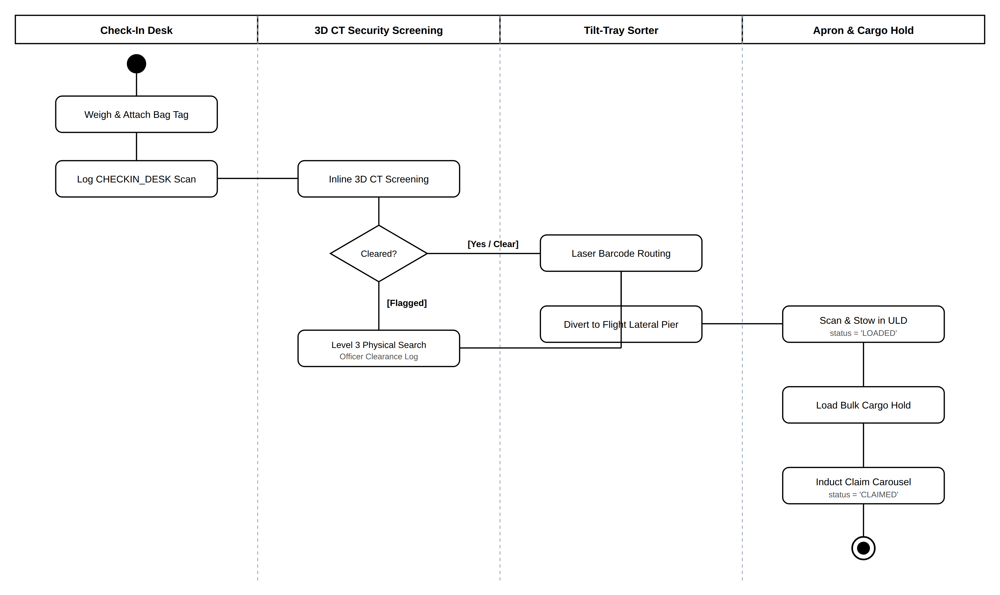 Check-In Desk
3D CT Security Screening
Tilt-Tray Sorter
Apron & Cargo Hold
Weigh & Attach Bag Tag
Log CHECKIN_DESK Scan
Inline 3D CT Screening
Cleared?
[Yes / Clear]
Laser Barcode Routing
[Flagged]
Level 3 Physical Search
Officer Clearance Log
Divert to Flight Lateral Pier
Scan & Stow in ULD
status = 'LOADED'
Load Bulk Cargo Hold
Induct Claim Carousel
status = 'CLAIMED'